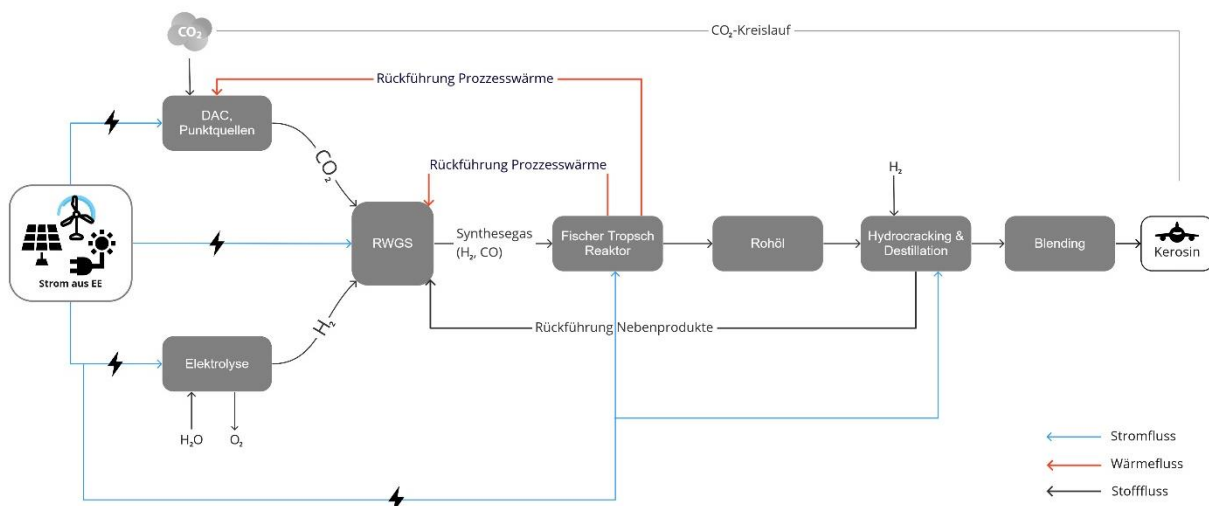 CO₂
CO₂-Kreislauf
Rückführung Prozzesswärme
DAC,
Punktquellen
CO₂
Rückführung Prozzesswärme
H₂
Strom aus EE
RWGS
Synthesegas
(H₂, CO)
Fischer Tropsch
Reaktor
Rohöl
Hydrocracking &
Destillation
Blending
Kerosin
H₂
Rückführung Nebenprodukte
Elektrolyse
H₂O
O₂
Stromfluss
Wärmefluss
Stofffluss